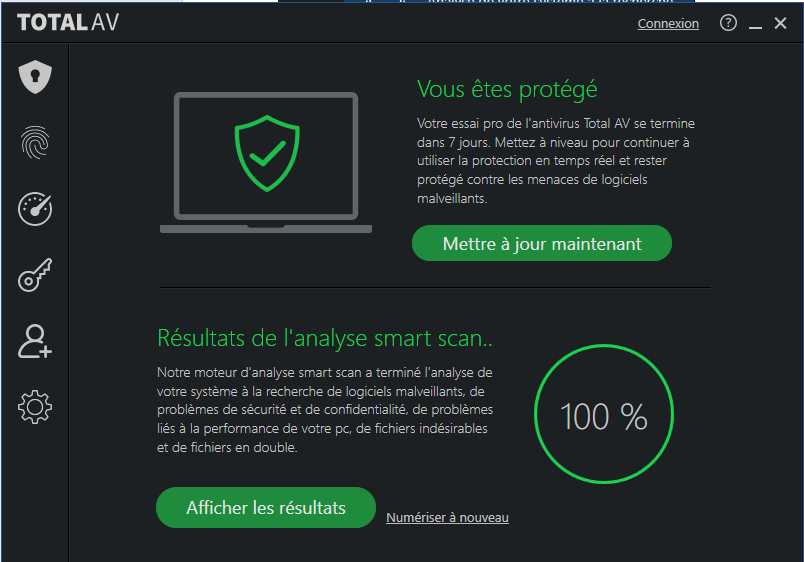 TOTAL AV
Connexion
Vous êtes protégé
Votre essai pro de l'antivirus Total AV se termine
dans 7 jours. Mettez à niveau pour continuer à
utiliser la protection en temps réel et rester
protégé contre les menaces de logiciels
malveillants.
Mettre à jour maintenant
Résultats de l'analyse smart scan..
Notre moteur d'analyse smart scan a terminé l'analyse de
votre système à la recherche de logiciels malveillants, de
problèmes de sécurité et de confidentialité, de problèmes
liés à la performance de votre pc, de fichiers indésirables
et de fichiers en double.
100 %
Afficher les résultats
Numériser à nouveau